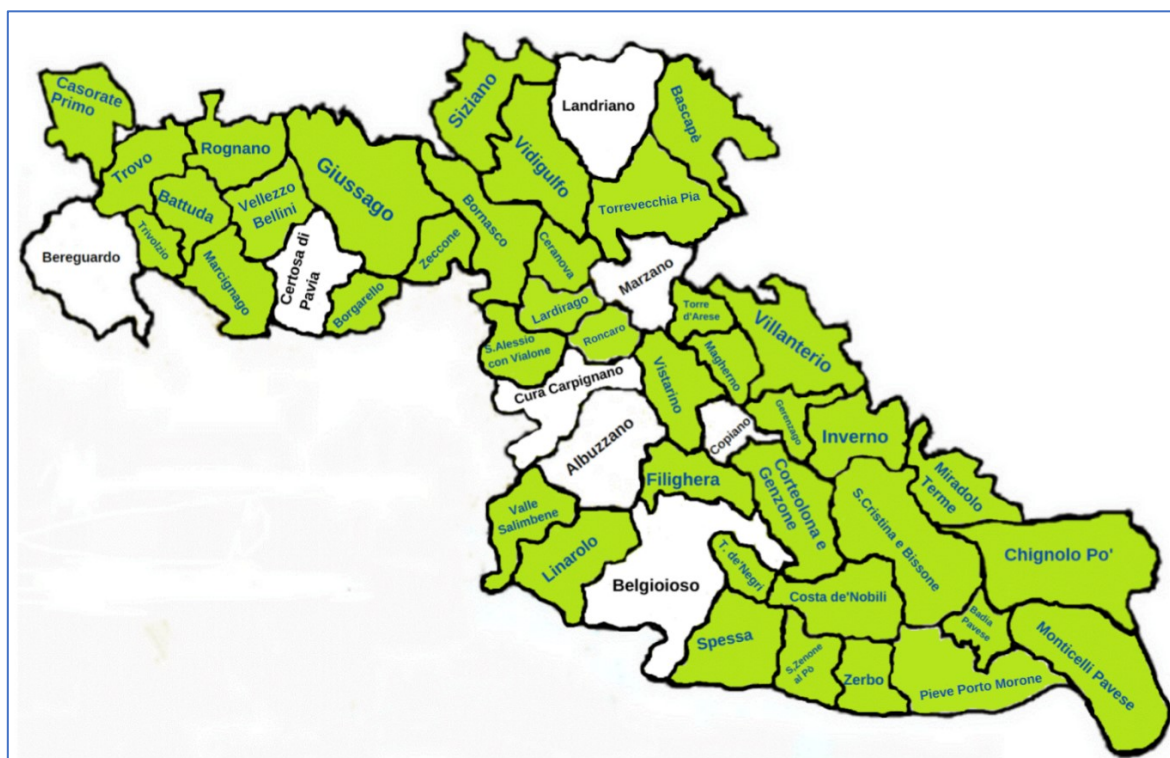 Casorate
Primo
Trovo
Rognano
Battuda
Vellezzo
Bellini
Giussago
Bereguardo
Trivolzio
Marcignago
Certosa di
Pavia
Borgarello
Zeccone
Siziano
Vidigulfo
Landriano
Bascapè
Torrevecchia Pia
Bornasco
Ceranova
Marzano
Lardirago
Roncaro
S.Alessio
con Vialone
Cura Carpignano
Torre
d'Arese
Magherno
Villanterio
Vistarino
Copiano
Gerenzago
Inverno
Miradolo
Terme
Albuzzano
Filighera
Corteolona e
Genzone
S.Cristina e Bissone
Chignolo Po'
Valle
Salimbene
Linarolo
Belgioioso
T. de'Negri
Costa de'Nobili
Badia
Pavese
Spessa
S.Zenone
al Pò
Zerbo
Pieve Porto Morone
Monticelli Pavese